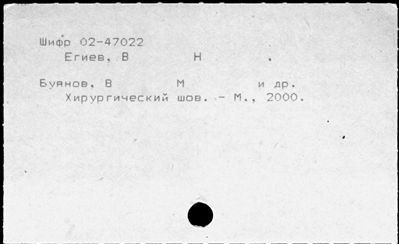 Шифр 02-47022
Егиев, В Н .
Буянов, В М и др.
Хирургический шов. - М., 2000.